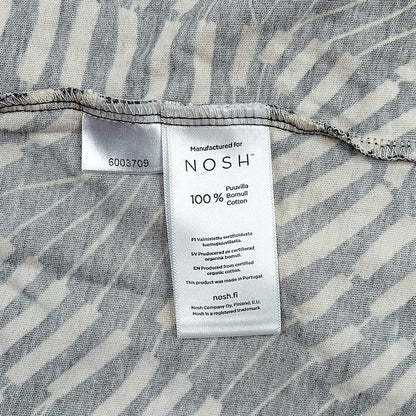 6003709
Manufactured for
NOSH™
100% Puuvilla
Bomull
Cotton
FI Valmistettu sertifioidusta
luomupuuvillasta.
SV Producerad av certifierad
organisk bomull.
EN Produced from certified
organic cotton.
This product was made in Portugal.
nosh.fi
Nosh Company Oy, Finland, E.U.
Nosh is a registered trademark.